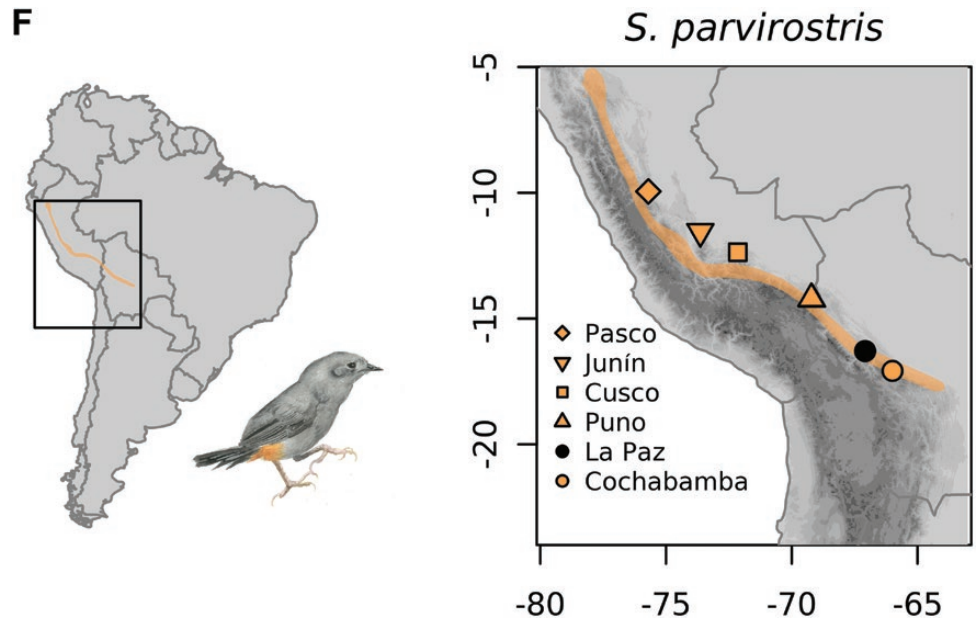 F
S. parvirostris
-5
-10
-15
-20
Pasco
Junín
Cusco
Puno
La Paz
Cochabamba
-80 -75 -70 -65